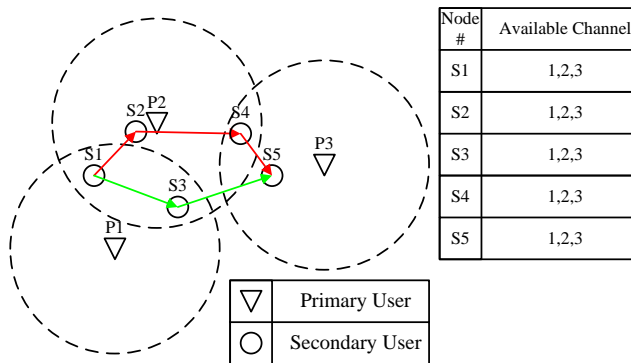 P2
S2
S4
P3
S1
S5
S3
P1
Node # Available Channel
S1 1,2,3
S2 1,2,3
S3 1,2,3
S4 1,2,3
S5 1,2,3
Primary User
Secondary User